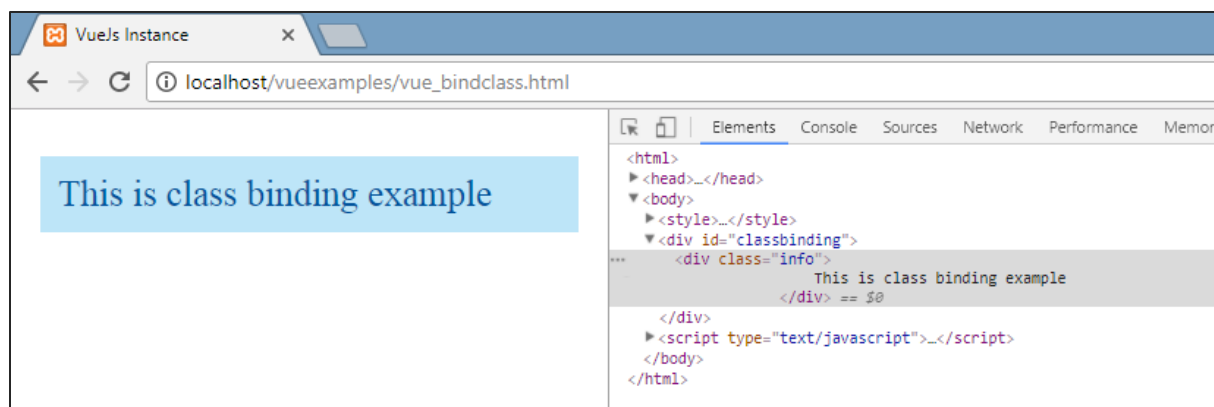 VueJs Instance
localhost/vueexamples/vue_bindclass.html
This is class binding example
Elements Console Sources Network Performance Memor
<html>
<head>…</head>
<body>
<style>…</style>
<div id="classbinding">
<div class="info">
This is class binding example
</div> == $0
</div>
<script type="text/javascript">…</script>
</body>
</html>